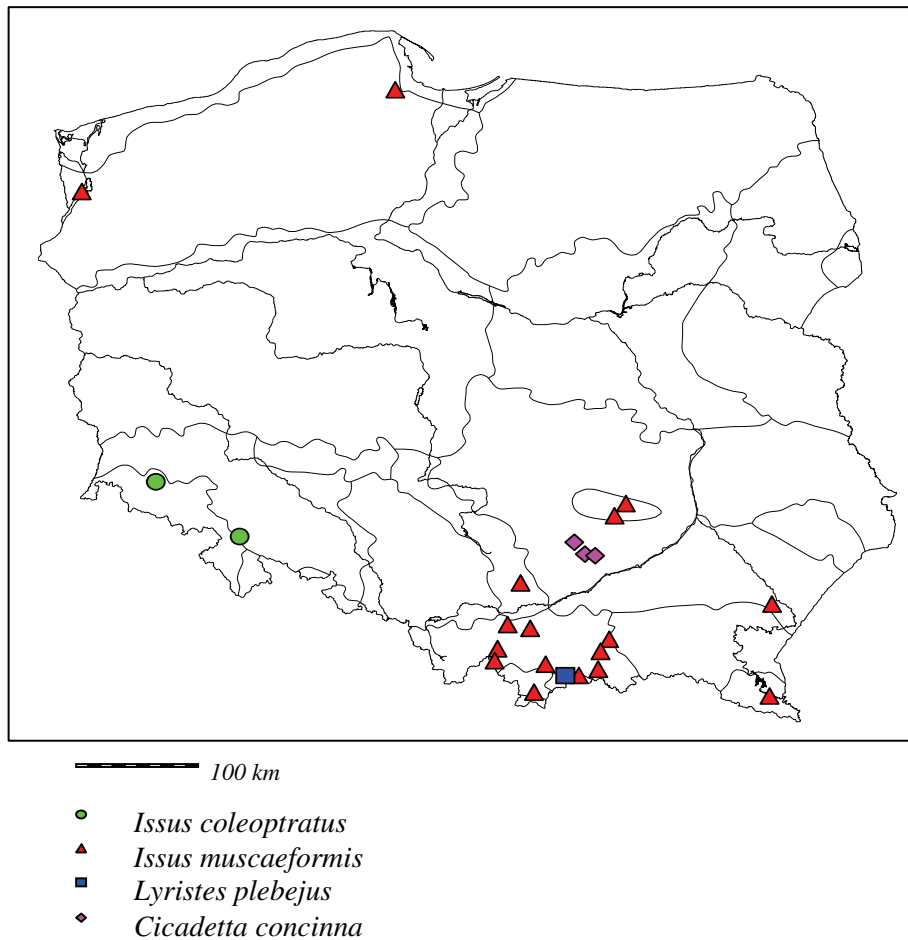 100 km
Issus coleoptratus
Issus muscaeformis
Lyristes plebejus
Cicadetta concinna